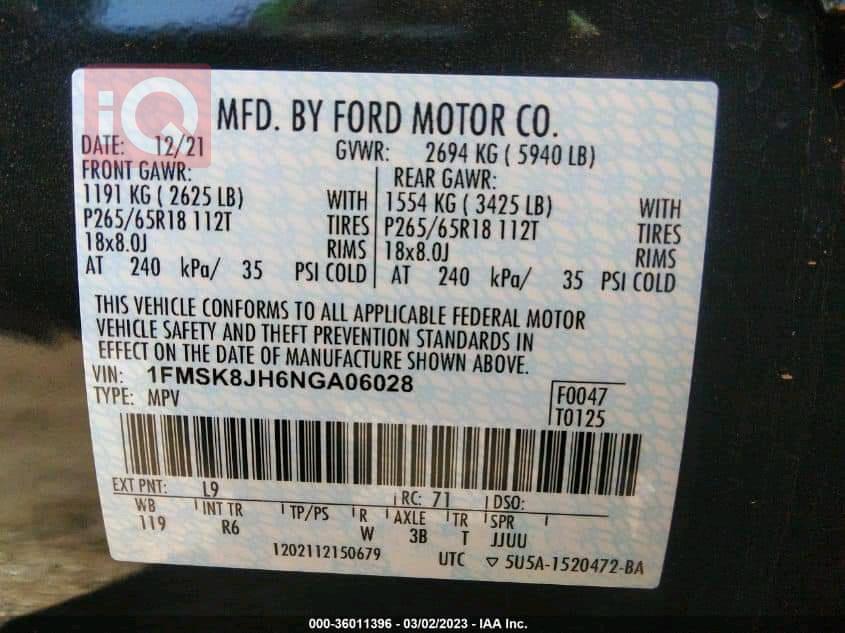 iQ
MFD. BY FORD MOTOR CO.
DATE: 12/21 GVWR: 2694 KG ( 5940 LB)
FRONT GAWR: REAR GAWR:
1191 KG ( 2625 LB) WITH 1554 KG ( 3425 LB) WITH
P265/65R18 112T TIRES P265/65R18 112T TIRES
18x8.0J RIMS 18x8.0J RIMS
AT 240 kPa/ 35 PSI COLD AT 240 kPa/ 35 PSI COLD
THIS VEHICLE CONFORMS TO ALL APPLICABLE FEDERAL MOTOR
VEHICLE SAFETY AND THEFT PREVENTION STANDARDS IN
EFFECT ON THE DATE OF MANUFACTURE SHOWN ABOVE.
VIN: 1FMSK8JH6NGA06028 F0047
TYPE: MPV T0125
EXT PNT: L9 RC: 71 DSO:
WB INT TR TP/PS R AXLE TR SPR
119 R6 W 3B T JJUU
1202112150679 UTC ▽ 5U5A-1520472-BA
000-36011396 - 03/02/2023 - IAA Inc.